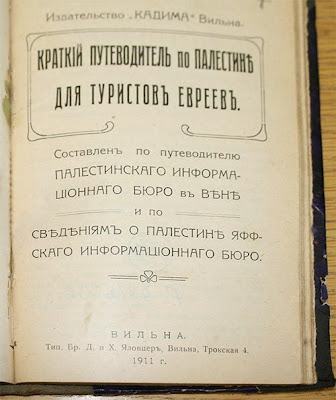 Издательство „КАДИМА" Вильна.
КРАТКІЙ ПУТЕВОДИТЕЛЬ по ПАЛЕСТИНѢ
ДЛЯ ТУРИСТОВЪ ЕВРЕЕВЪ.
СОСТАВЛЕНЪ ПО ПУТЕВОДИТЕЛЮ
ПАЛЕСТИНСКАГО ИНФОРМА-
ЦІОННАГО БЮРО ВЪ ВѢНѢ
И ПО
СВѢДѢНІЯМЪ О ПАЛЕСТИНѢ ЯФФ-
СКАГО ИНФОРМАЦІОННАГО БЮРО.
ВИЛЬНА.
Тип. Бр. Д. и Х. Яловцер, Вильна, Трокская 4.
1911 г.